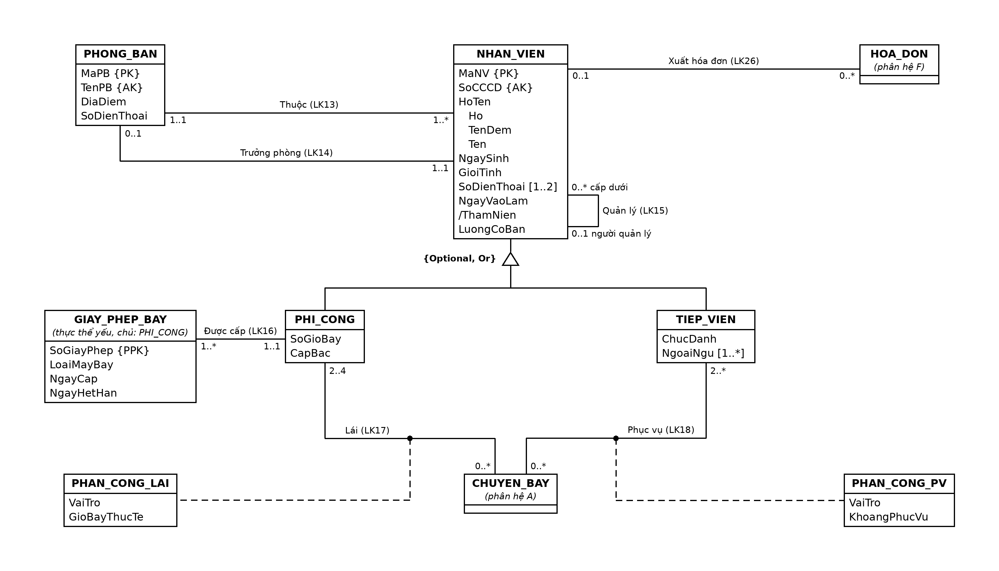 PHONG_BAN
MaPB {PK}
TenPB {AK}
DiaDiem
SoDienThoai
NHAN_VIEN
MaNV {PK}
SoCCCD {AK}
HoTen
Ho
TenDem
Ten
NgaySinh
GioiTinh
SoDienThoai [1..2]
NgayVaoLam
/ThamNien
LuongCoBan
HOA_DON
(phân hệ F)
Xuất hóa đơn (LK26)
0..1
0..*
Thuộc (LK13)
1..1
1..*
0..1
Trưởng phòng (LK14)
1..1
0..* cấp dưới
Quản lý (LK15)
0..1 người quản lý
{Optional, Or}
GIAY_PHEP_BAY
(thực thể yếu, chủ: PHI_CONG)
SoGiayPhep {PPK}
LoaiMayBay
NgayCap
NgayHetHan
Được cấp (LK16)
1..*
1..1
PHI_CONG
SoGioBay
CapBac
2..4
TIEP_VIEN
ChucDanh
NgoaiNgu [1..*]
2..*
Lái (LK17)
Phục vụ (LK18)
0..*
0..*
PHAN_CONG_LAI
VaiTro
GioBayThucTe
CHUYEN_BAY
(phân hệ A)
PHAN_CONG_PV
VaiTro
KhoangPhucVu